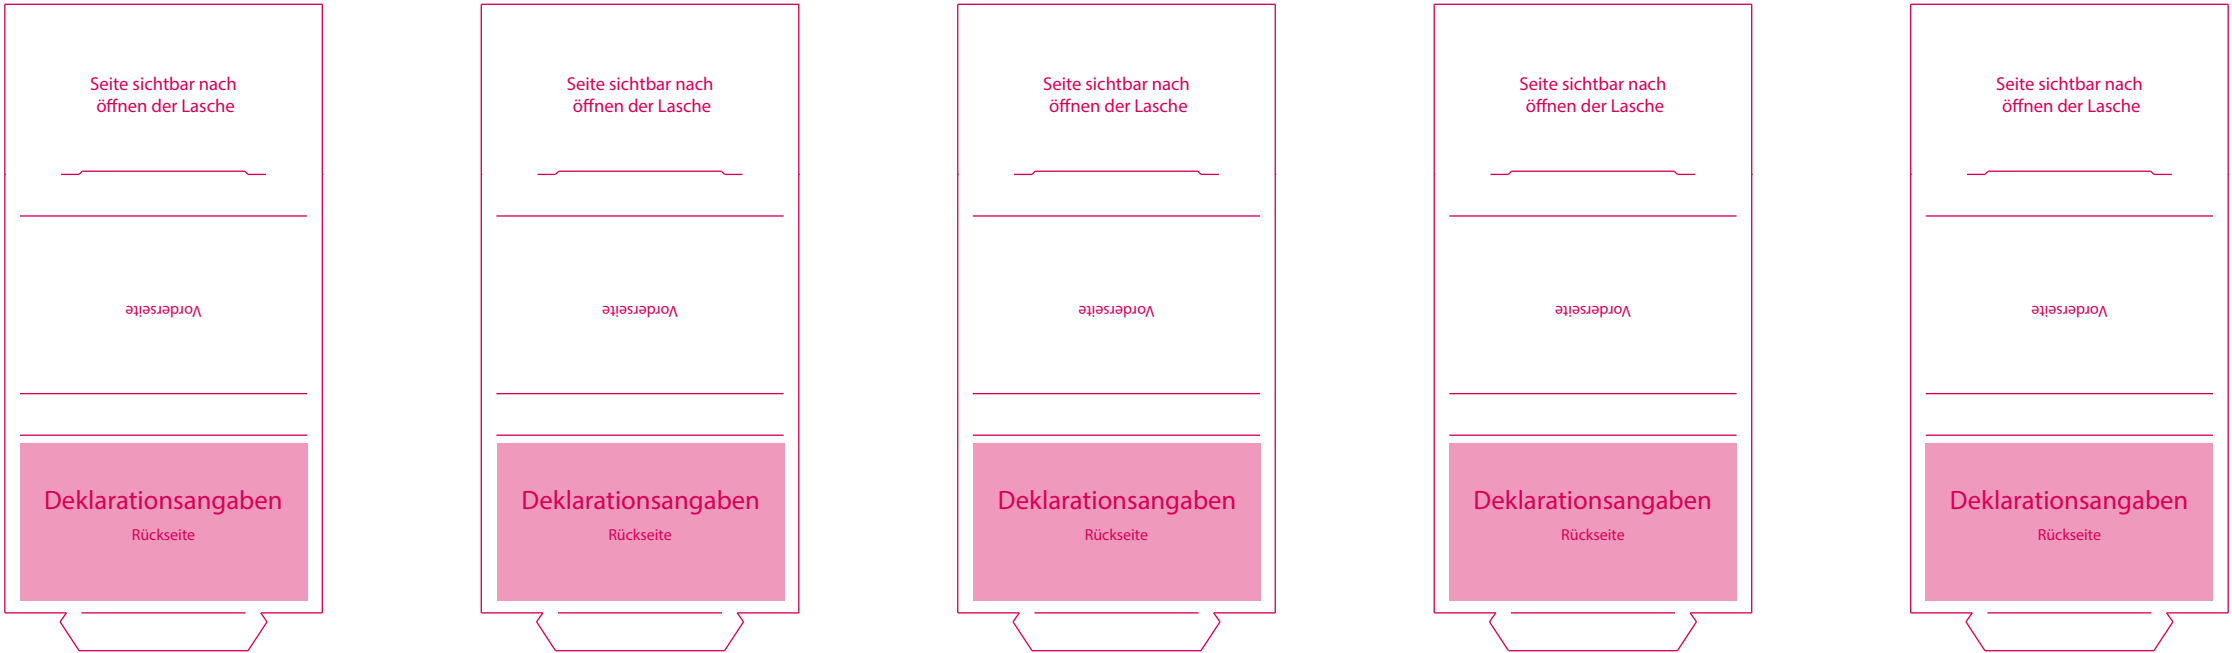 Seite sichtbar nach
öffnen der Lasche
Vorderseite
Deklarationsangaben
Rückseite
Seite sichtbar nach
öffnen der Lasche
Vorderseite
Deklarationsangaben
Rückseite
Seite sichtbar nach
öffnen der Lasche
Vorderseite
Deklarationsangaben
Rückseite
Seite sichtbar nach
öffnen der Lasche
Vorderseite
Deklarationsangaben
Rückseite
Seite sichtbar nach
öffnen der Lasche
Vorderseite
Deklarationsangaben
Rückseite